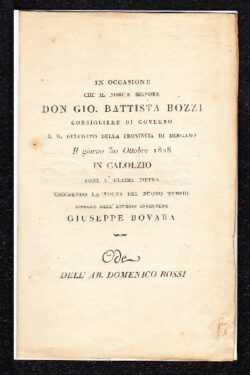 IN OCCASIONE
CHE IL NOBILE SIGNORE
DON GIO. BATTISTA BOZZI
CONSIGLIERE DI GOVERNO
I. R. DELEGATO DELLA PROVINCIA DI BERGAMO
Il giorno 30 Ottobre 1828
IN CALOLZIO
PONE L'ULTIMA PIETRA
CHIUDENDO LA VOLTA DEL NUOVO TEMPIO
DELL'EGREGIO INGEGNERE
GIUSEPPE BOVARA
Ode
DELL'AB. DOMENICO ROSSI